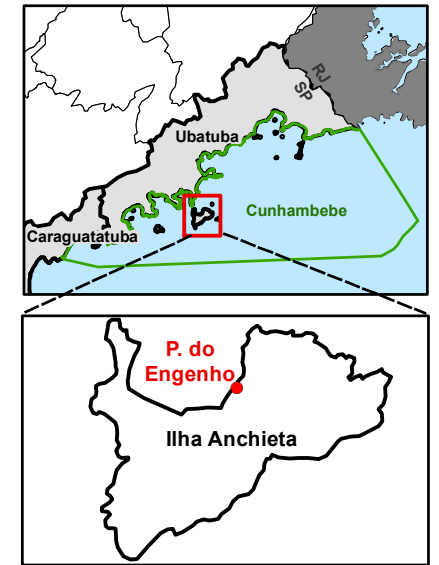 RJ
SP
Ubatuba
Cunhambebe
Caraguatatuba
P. do
Engenho
Ilha Anchieta